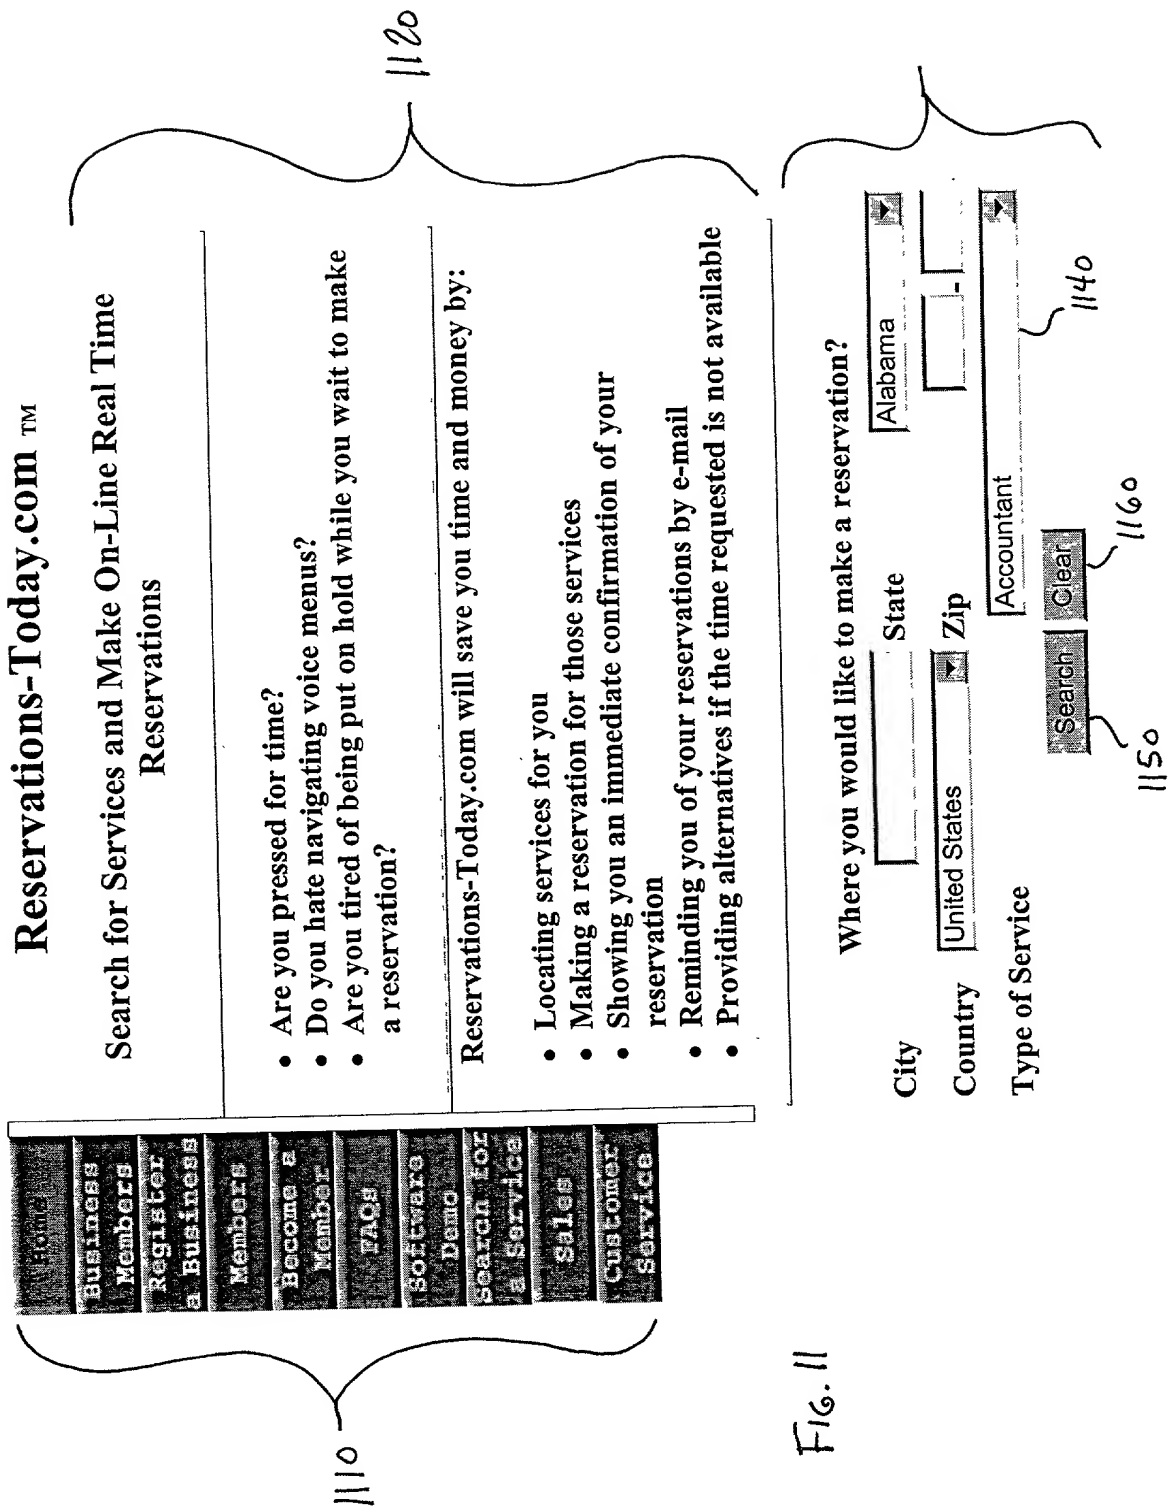 Reservations-Today.com ™
Search for Services and Make On-Line Real Time
Reservations
Home
Business
Members
Register
a Business
Members
Become a
Member
FAQs
Software
Demo
Search for
a Service
Sales
Customer
Service
• Are you pressed for time?
• Do you hate navigating voice menus?
• Are you tired of being put on hold while you wait to make
a reservation?
Reservations-Today.com will save you time and money by:
• Locating services for you
• Making a reservation for those services
• Showing you an immediate confirmation of your
reservation
• Reminding you of your reservations by e-mail
• Providing alternatives if the time requested is not available
Where you would like to make a reservation?
City State Alabama
Country United States Zip -
Type of Service Accountant
Search Clear
1110
1120
1140
1150
1160
FIG. 11